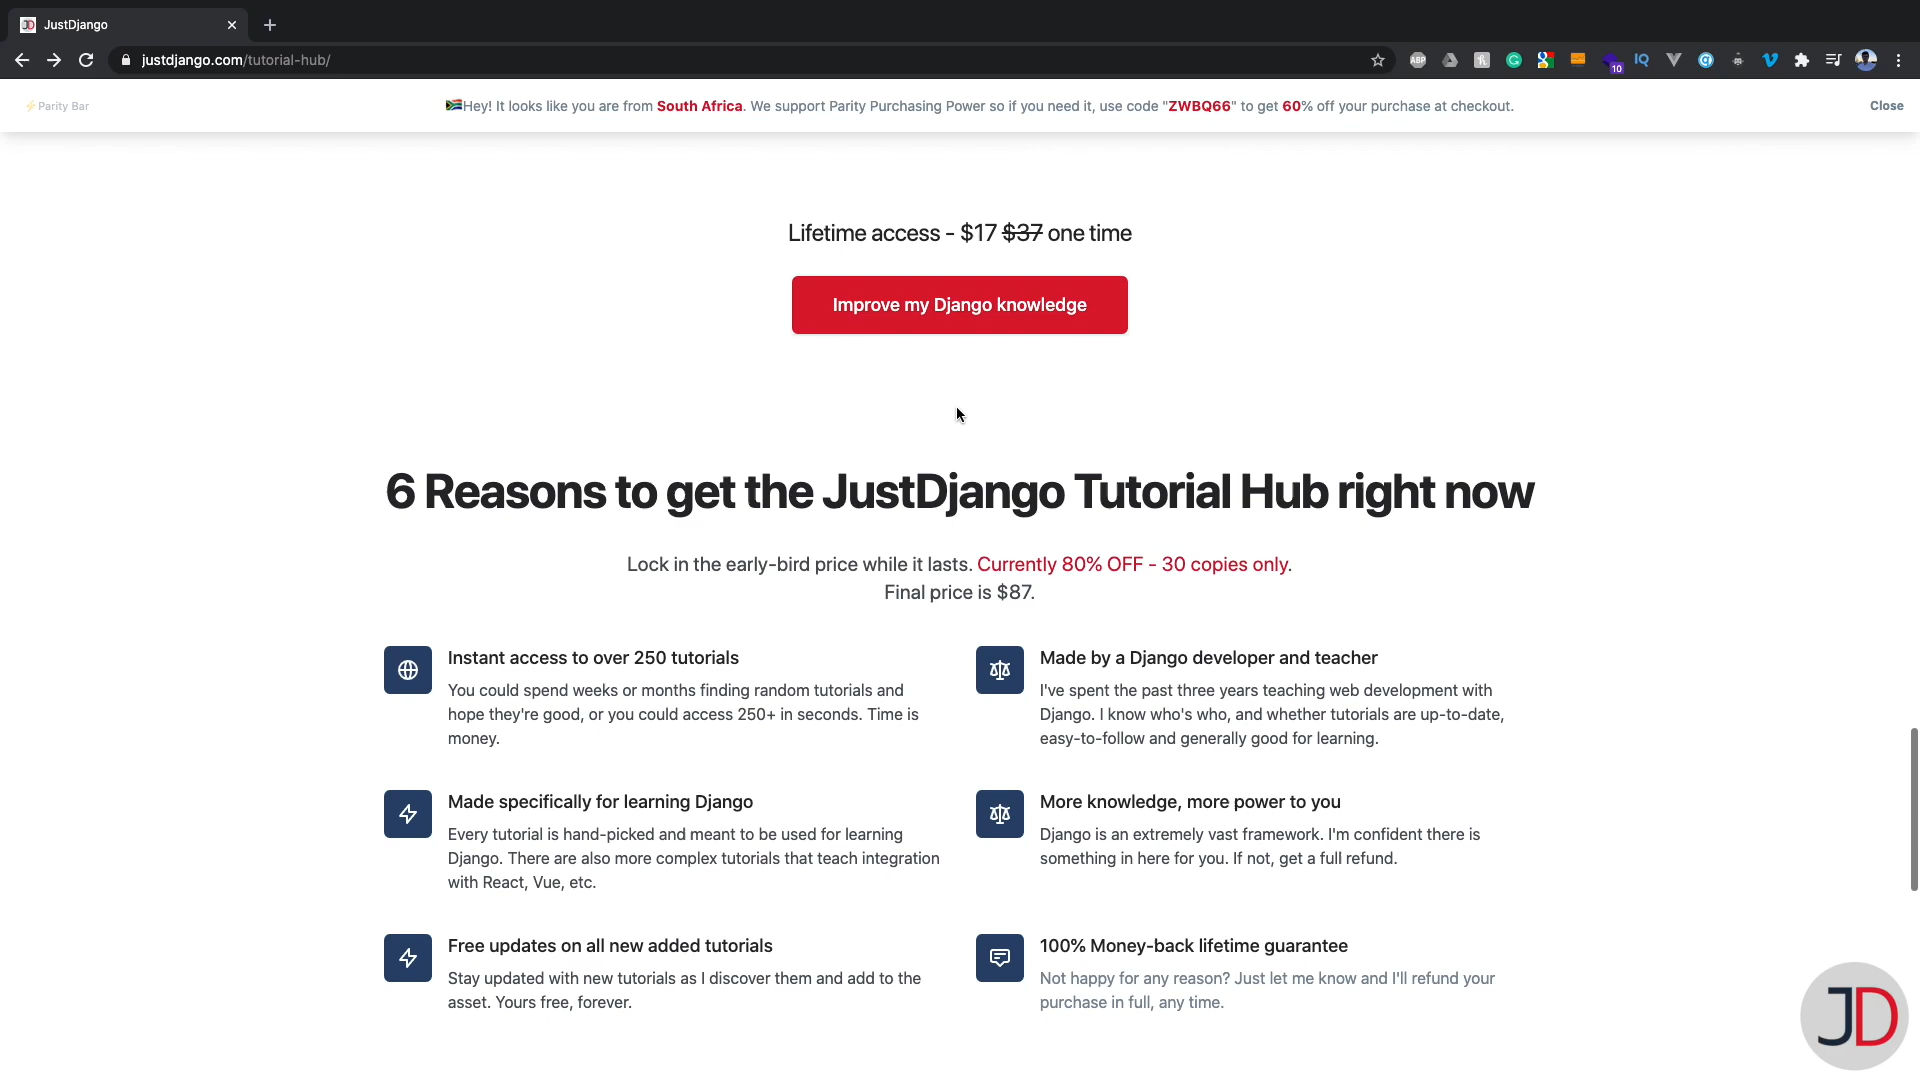 JustDjango
justdjango.com/tutorial-hub/
ABP
IQ
10
⚡Parity Bar
🇿🇦Hey! It looks like you are from South Africa. We support Parity Purchasing Power so if you need it, use code "ZWBQ66" to get 60% off your purchase at checkout.
Close
Lifetime access - $17 $37 one time
Improve my Django knowledge
6 Reasons to get the JustDjango Tutorial Hub right now
Lock in the early-bird price while it lasts. Currently 80% OFF - 30 copies only.
Final price is $87.
Instant access to over 250 tutorials
You could spend weeks or months finding random tutorials and
hope they're good, or you could access 250+ in seconds. Time is
money.
Made by a Django developer and teacher
I've spent the past three years teaching web development with
Django. I know who's who, and whether tutorials are up-to-date,
easy-to-follow and generally good for learning.
Made specifically for learning Django
Every tutorial is hand-picked and meant to be used for learning
Django. There are also more complex tutorials that teach integration
with React, Vue, etc.
More knowledge, more power to you
Django is an extremely vast framework. I'm confident there is
something in here for you. If not, get a full refund.
Free updates on all new added tutorials
Stay updated with new tutorials as I discover them and add to the
asset. Yours free, forever.
100% Money-back lifetime guarantee
Not happy for any reason? Just let me know and I'll refund your
purchase in full, any time.
JD